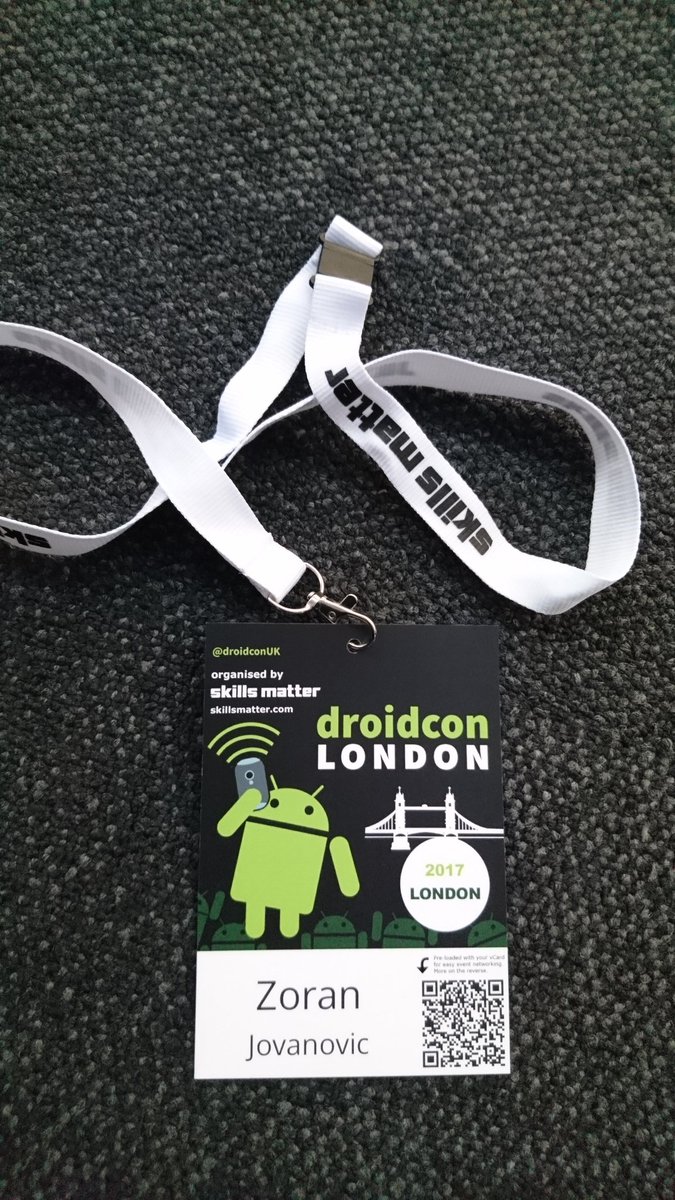 skills matter
sk
@droidconUK
organised by
skills matter
skillsmatter.com
droidcon
LONDON
2017
LONDON
Pre-loaded with your vCard
for easy event networking.
More on the reverse.
Zoran
Jovanovic